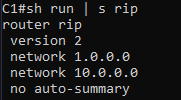 C1#sh run | s rip
router rip
 version 2
 network 1.0.0.0
 network 10.0.0.0
 no auto-summary